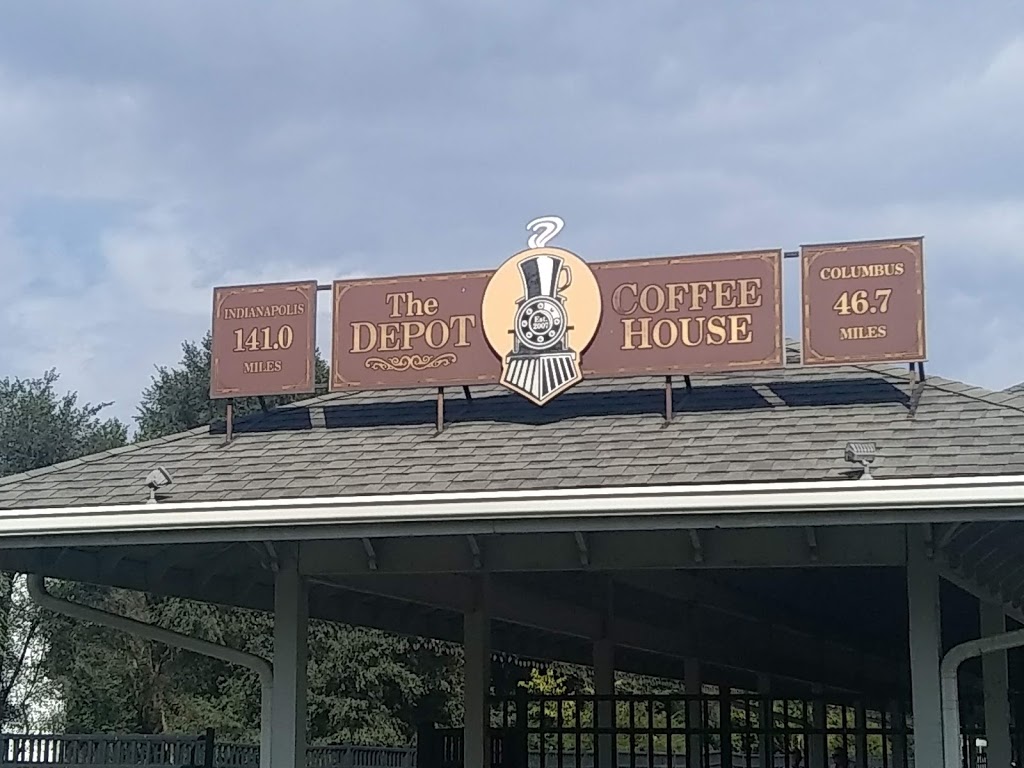 INDIANAPOLIS
141.0
MILES
The
DEPOT
Est.
2007
COFFEE
HOUSE
COLUMBUS
46.7
MILES